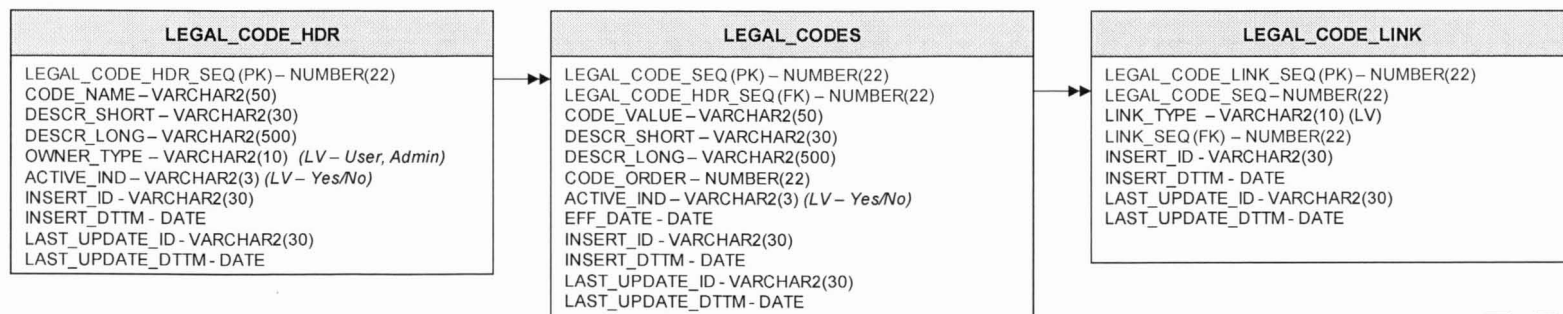 LEGAL_CODE_HDR
LEGAL_CODE_HDR_SEQ (PK) – NUMBER(22)
CODE_NAME – VARCHAR2(50)
DESCR_SHORT – VARCHAR2(30)
DESCR_LONG – VARCHAR2(500)
OWNER_TYPE – VARCHAR2(10) (LV – User, Admin)
ACTIVE_IND – VARCHAR2(3) (LV – Yes/No)
INSERT_ID - VARCHAR2(30)
INSERT_DTTM - DATE
LAST_UPDATE_ID - VARCHAR2(30)
LAST_UPDATE_DTTM - DATE
LEGAL_CODES
LEGAL_CODE_SEQ (PK) – NUMBER(22)
LEGAL_CODE_HDR_SEQ (FK) – NUMBER(22)
CODE_VALUE – VARCHAR2(50)
DESCR_SHORT – VARCHAR2(30)
DESCR_LONG – VARCHAR2(500)
CODE_ORDER – NUMBER(22)
ACTIVE_IND – VARCHAR2(3) (LV – Yes/No)
EFF_DATE - DATE
INSERT_ID - VARCHAR2(30)
INSERT_DTTM - DATE
LAST_UPDATE_ID - VARCHAR2(30)
LAST_UPDATE_DTTM - DATE
LEGAL_CODE_LINK
LEGAL_CODE_LINK_SEQ (PK) – NUMBER(22)
LEGAL_CODE_SEQ – NUMBER(22)
LINK_TYPE – VARCHAR2(10) (LV)
LINK_SEQ (FK) – NUMBER(22)
INSERT_ID - VARCHAR2(30)
INSERT_DTTM - DATE
LAST_UPDATE_ID - VARCHAR2(30)
LAST_UPDATE_DTTM - DATE